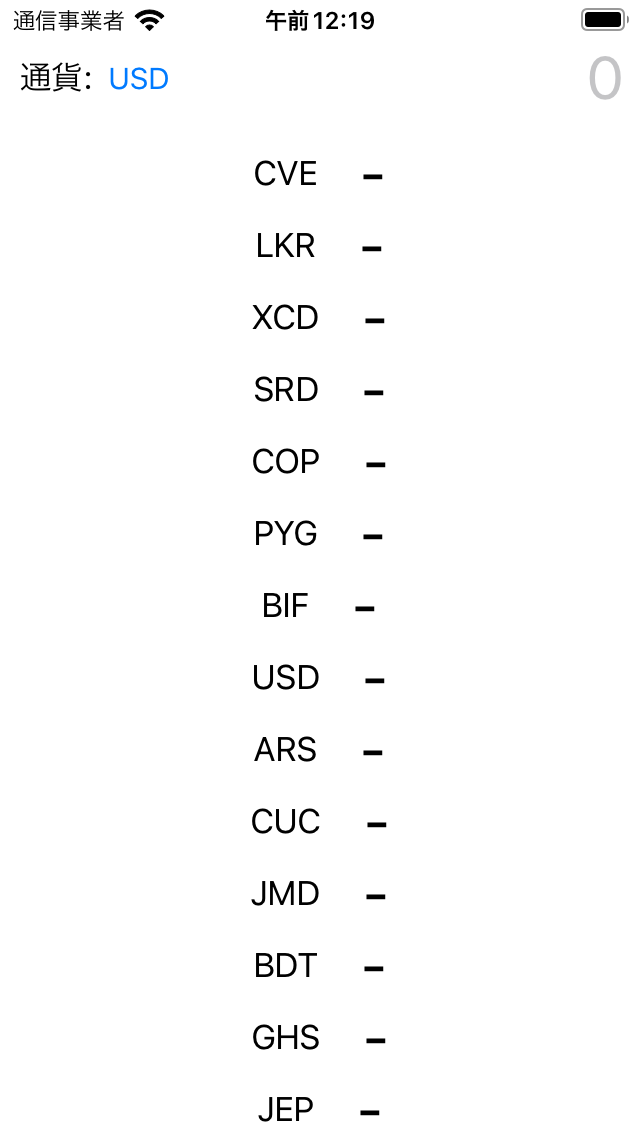 通信事業者 午前12:19
通貨: USD 0
CVE –
LKR –
XCD –
SRD –
COP –
PYG –
BIF –
USD –
ARS –
CUC –
JMD –
BDT –
GHS –
JEP –